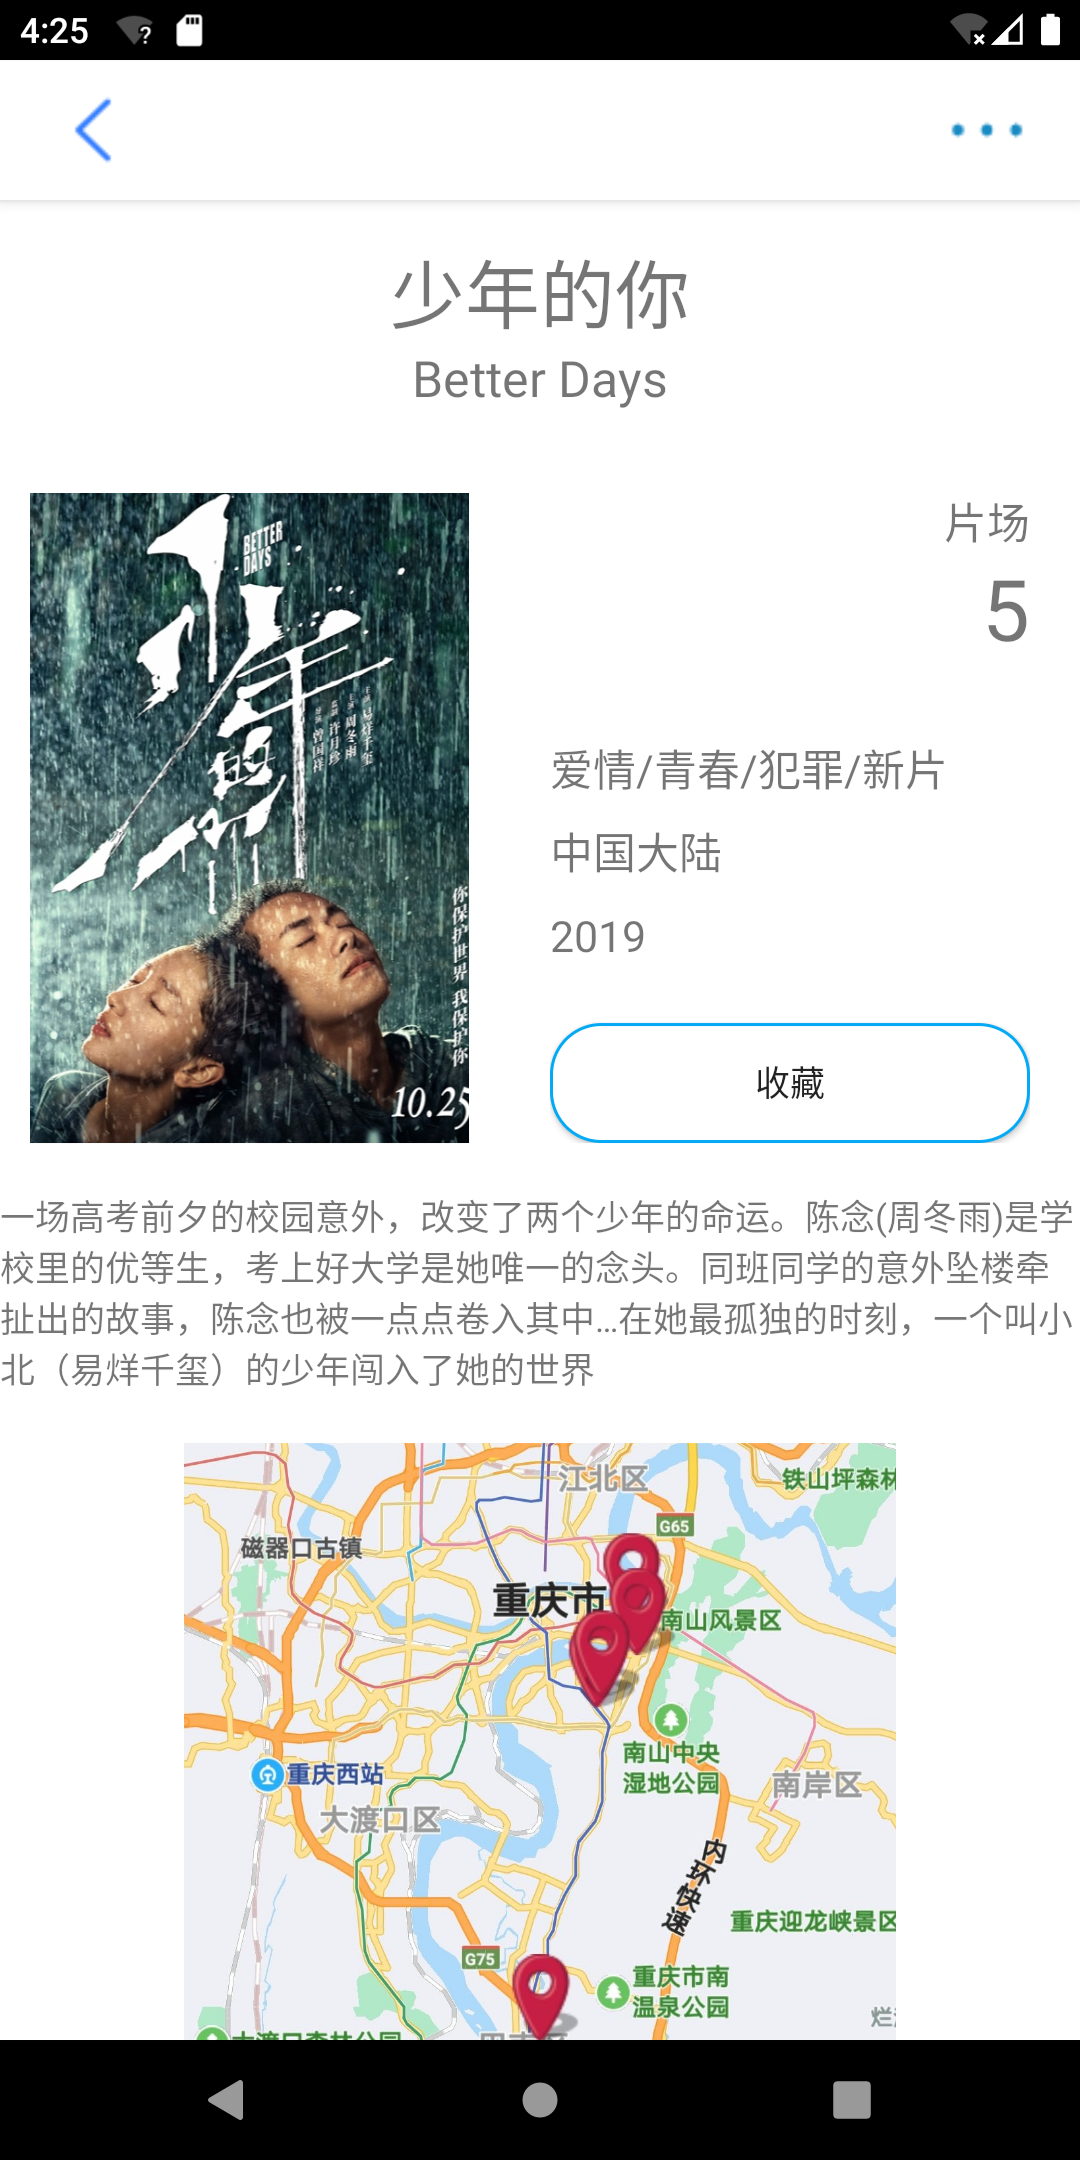 4:25
少年的你
Better Days
BETTER
DAYS
少年的你
主演 易烊千玺
主演 周冬雨
监制 许月珍
导演 曾国祥
你保护世界 我保护你
10.25
片场
5
爱情/青春/犯罪/新片
中国大陆
2019
收藏
一场高考前夕的校园意外，改变了两个少年的命运。陈念(周冬雨)是学
校里的优等生，考上好大学是她唯一的念头。同班同学的意外坠楼牵
扯出的故事，陈念也被一点点卷入其中...在她最孤独的时刻，一个叫小
北（易烊千玺）的少年闯入了她的世界
江北区
铁山坪森林
G65
磁器口古镇
重庆市
南山风景区
南山中央
湿地公园
重庆西站
南岸区
大渡口区
内环快速
重庆迎龙峡景区
G75
重庆市南
温泉公园
大渡口森林公园